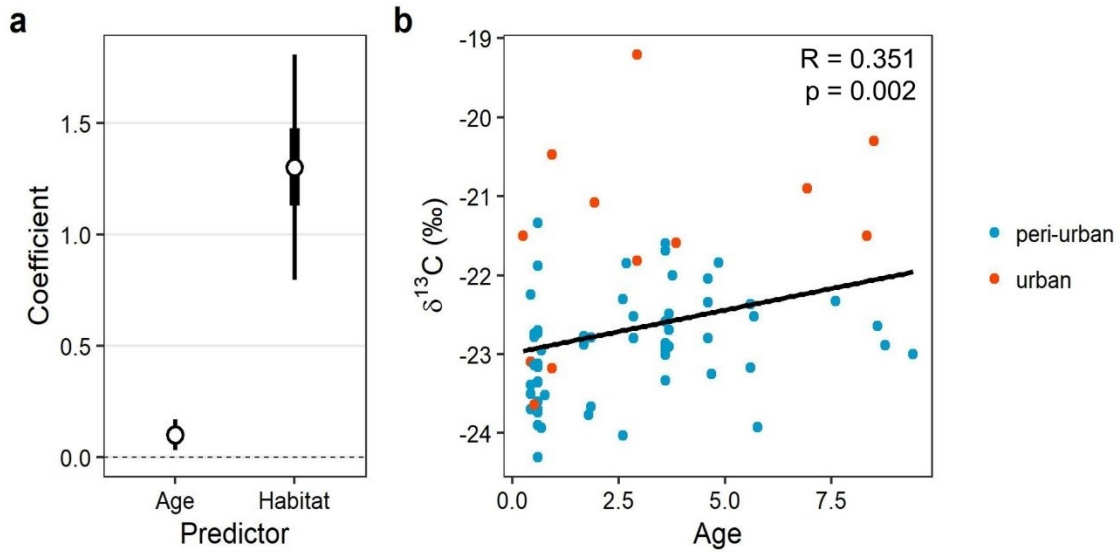 a
Coefficient
1.5
1.0
0.5
0.0
Age
Habitat
Predictor
b
δ¹³C (‰)
-19
-20
-21
-22
-23
-24
R = 0.351
p = 0.002
0.0
2.5
5.0
7.5
Age
peri-urban
urban